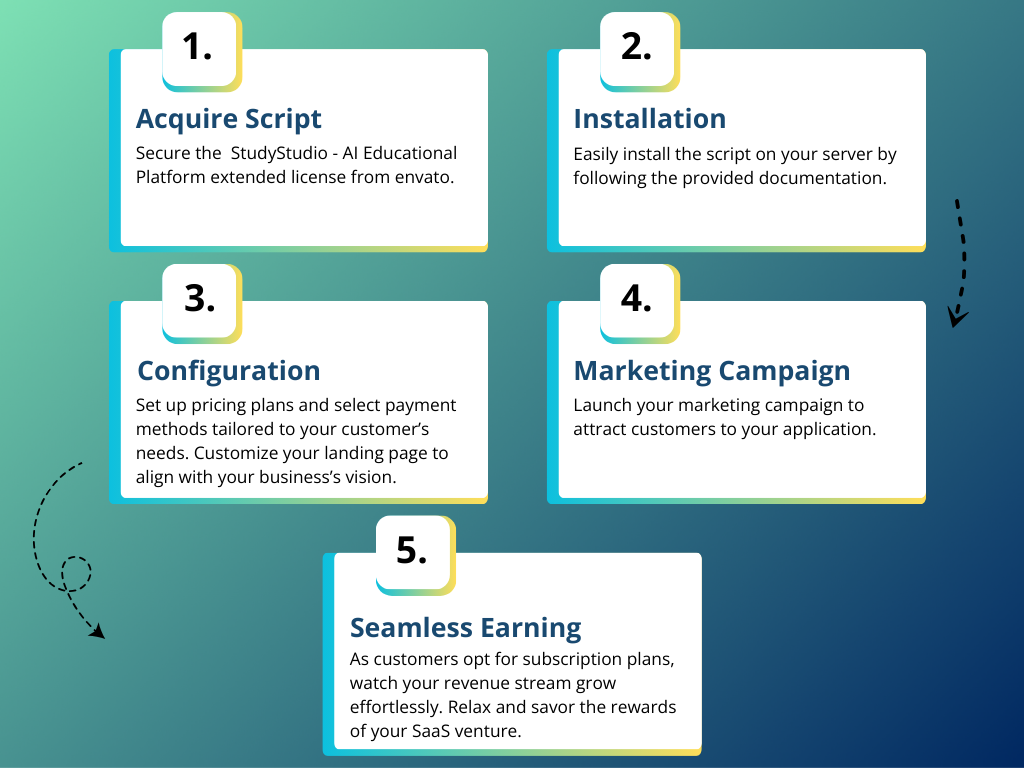 1.
Acquire Script
Secure the  StudyStudio - AI Educational
Platform extended license from envato.
2.
Installation
Easily install the script on your server by
following the provided documentation.
3.
Configuration
Set up pricing plans and select payment
methods tailored to your customer’s
needs. Customize your landing page to
align with your business’s vision.
4.
Marketing Campaign
Launch your marketing campaign to
attract customers to your application.
5.
Seamless Earning
As customers opt for subscription plans,
watch your revenue stream grow
effortlessly. Relax and savor the rewards
of your SaaS venture.